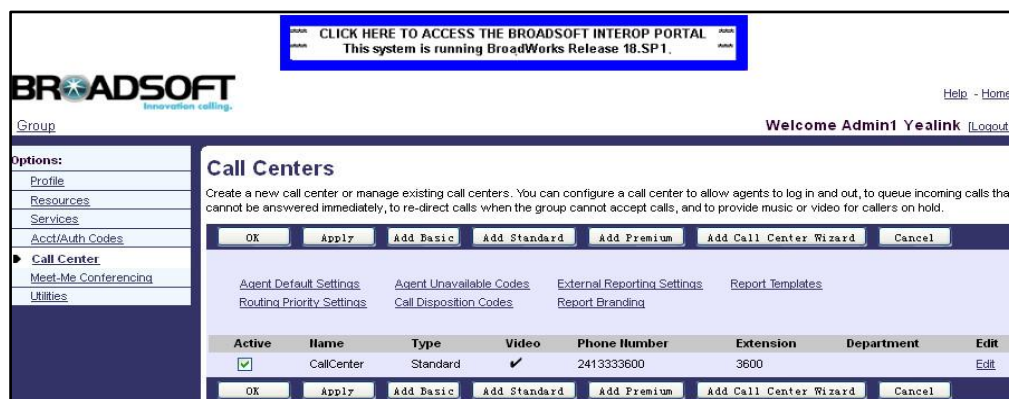 *** CLICK HERE TO ACCESS THE BROADSOFT INTEROP PORTAL ***
*** This system is running BroadWorks Release 18.SP1. ***
BROADSOFT
Innovation calling.
Help - Home
Group
Welcome Admin1 Yealink [Logout
Options:
Profile
Resources
Services
Acct/Auth Codes
Call Center
Meet-Me Conferencing
Utilities
Call Centers
Create a new call center or manage existing call centers. You can configure a call center to allow agents to log in and out, to queue incoming calls tha
cannot be answered immediately, to re-direct calls when the group cannot accept calls, and to provide music or video for callers on hold.
OK Apply Add Basic Add Standard Add Premium Add Call Center Wizard Cancel
Agent Default Settings Agent Unavailable Codes External Reporting Settings Report Templates
Routing Priority Settings Call Disposition Codes Report Branding
Active Name Type Video Phone Number Extension Department Edit
CallCenter Standard 2413333600 3600 Edit
OK Apply Add Basic Add Standard Add Premium Add Call Center Wizard Cancel